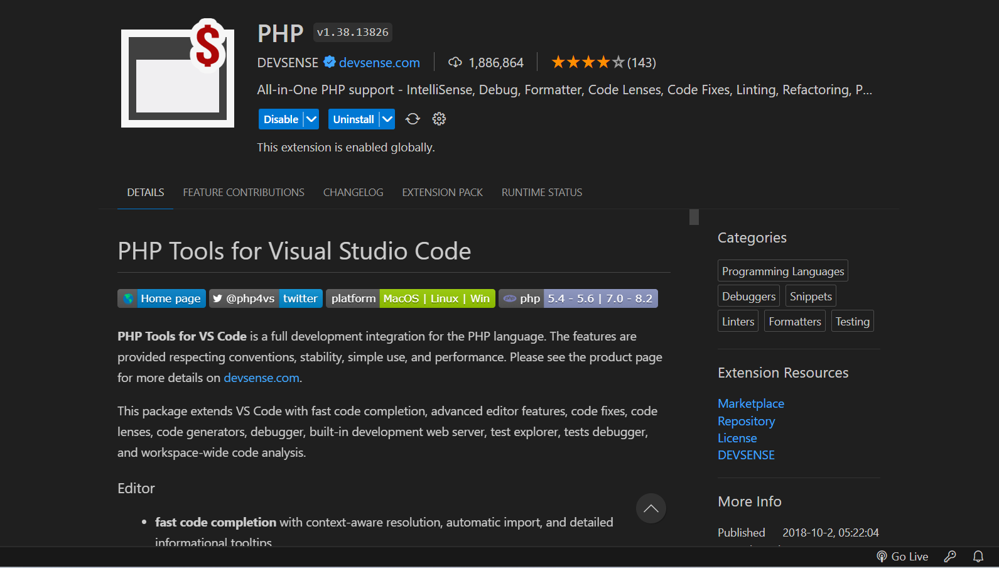 $
PHP v1.38.13826
DEVSENSE devsense.com 1,886,864 (143)
All-in-One PHP support - IntelliSense, Debug, Formatter, Code Lenses, Code Fixes, Linting, Refactoring, P...
Disable Uninstall
This extension is enabled globally.
DETAILS FEATURE CONTRIBUTIONS CHANGELOG EXTENSION PACK RUNTIME STATUS
PHP Tools for Visual Studio Code
Home page @php4vs twitter platform MacOS | Linux | Win php php 5.4 - 5.6 | 7.0 - 8.2
PHP Tools for VS Code is a full development integration for the PHP language. The features are
provided respecting conventions, stability, simple use, and performance. Please see the product page
for more details on devsense.com.
This package extends VS Code with fast code completion, advanced editor features, code fixes, code
lenses, code generators, debugger, built-in development web server, test explorer, tests debugger,
and workspace-wide code analysis.
Editor
• fast code completion with context-aware resolution, automatic import, and detailed
informational tooltips
Categories
Programming Languages
Debuggers Snippets
Linters Formatters Testing
Extension Resources
Marketplace
Repository
License
DEVSENSE
More Info
Published 2018-10-2, 05:22:04
Go Live